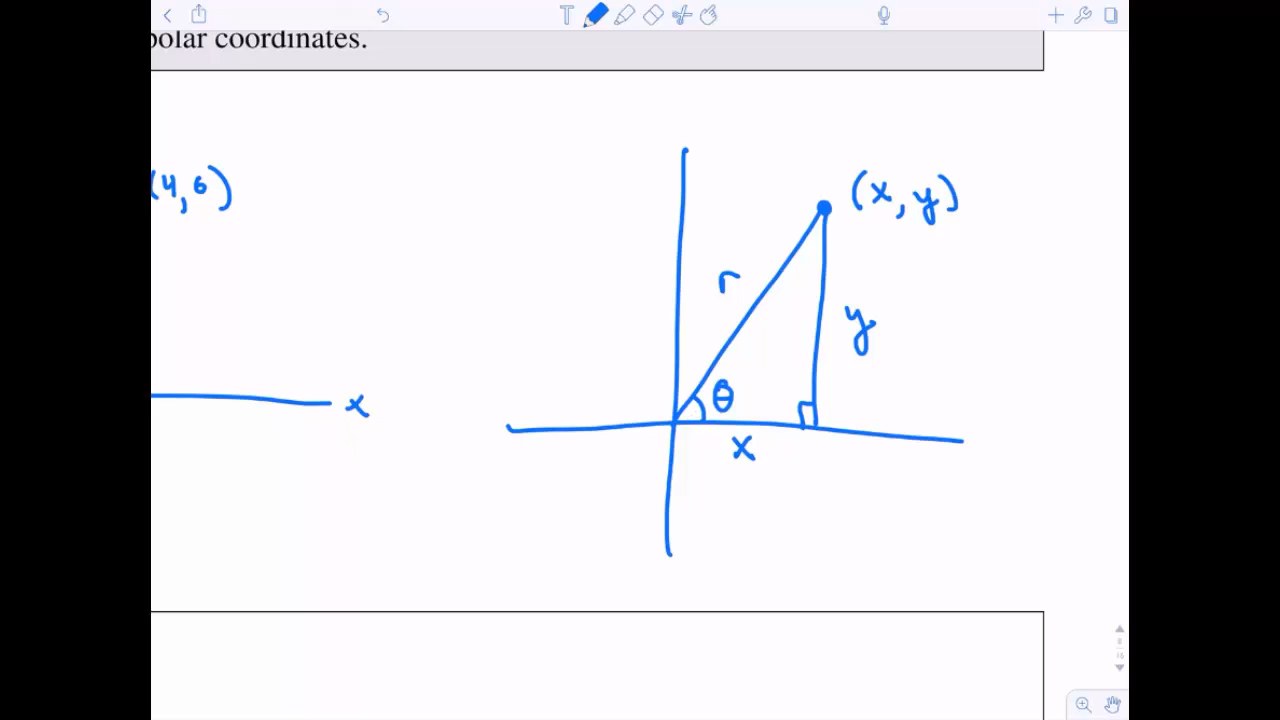 polar coordinates.
(4,6)
x
(x, y)
r
y
θ
x